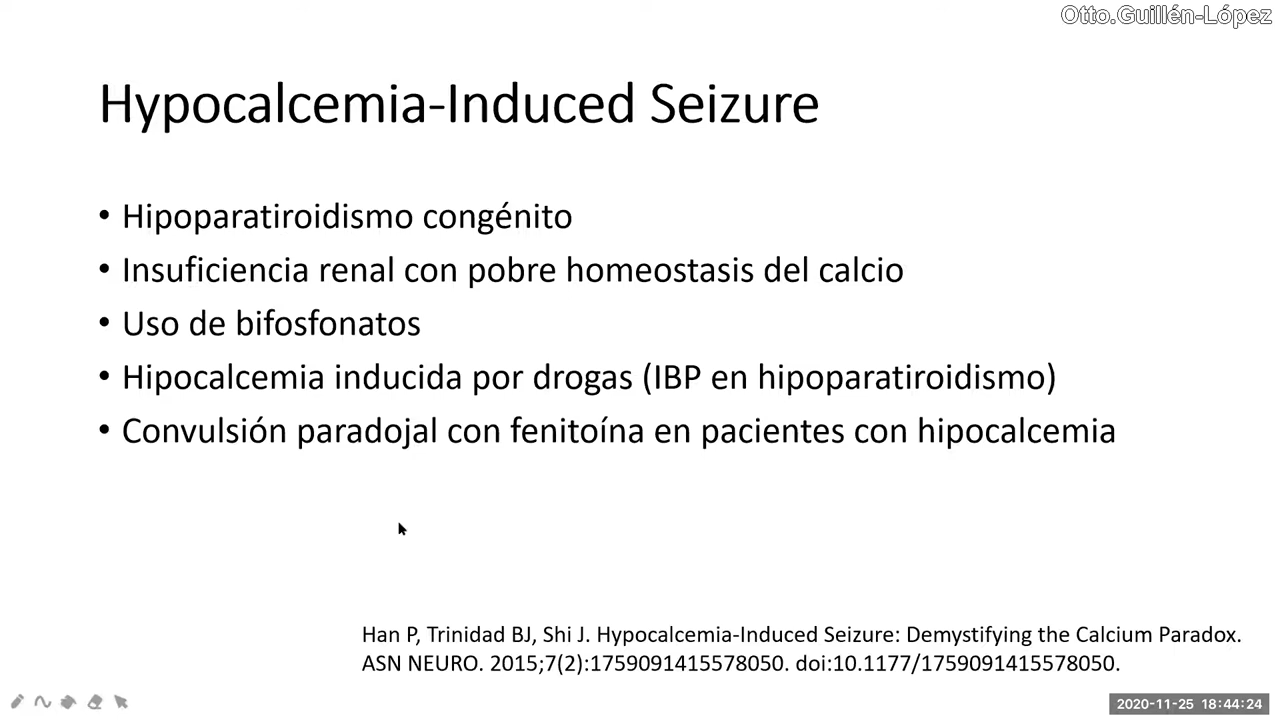 Otto.Guillén-López
Hypocalcemia-Induced Seizure
• Hipoparatiroidismo congénito
• Insuficiencia renal con pobre homeostasis del calcio
• Uso de bifosfonatos
• Hipocalcemia inducida por drogas (IBP en hipoparatiroidismo)
• Convulsión paradojal con fenitoína en pacientes con hipocalcemia
Han P, Trinidad BJ, Shi J. Hypocalcemia-Induced Seizure: Demystifying the Calcium Paradox.
ASN NEURO. 2015;7(2):1759091415578050. doi:10.1177/1759091415578050.
2020-11-25 18:44:24